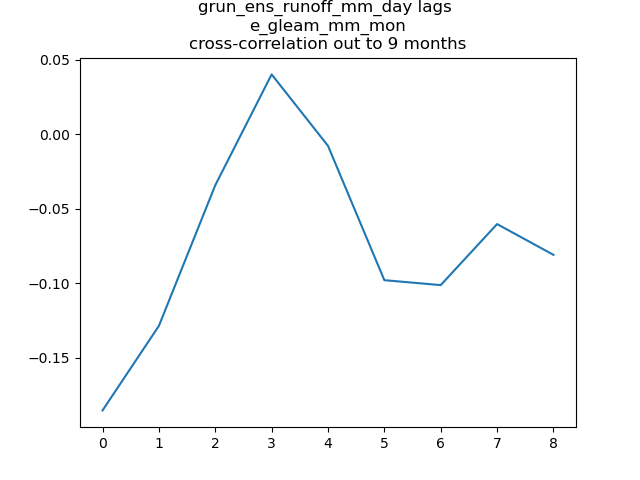 grun_ens_runoff_mm_day lags
e_gleam_mm_mon
cross-correlation out to 9 months
0.05
0.00
−0.05
−0.10
−0.15
0 1 2 3 4 5 6 7 8